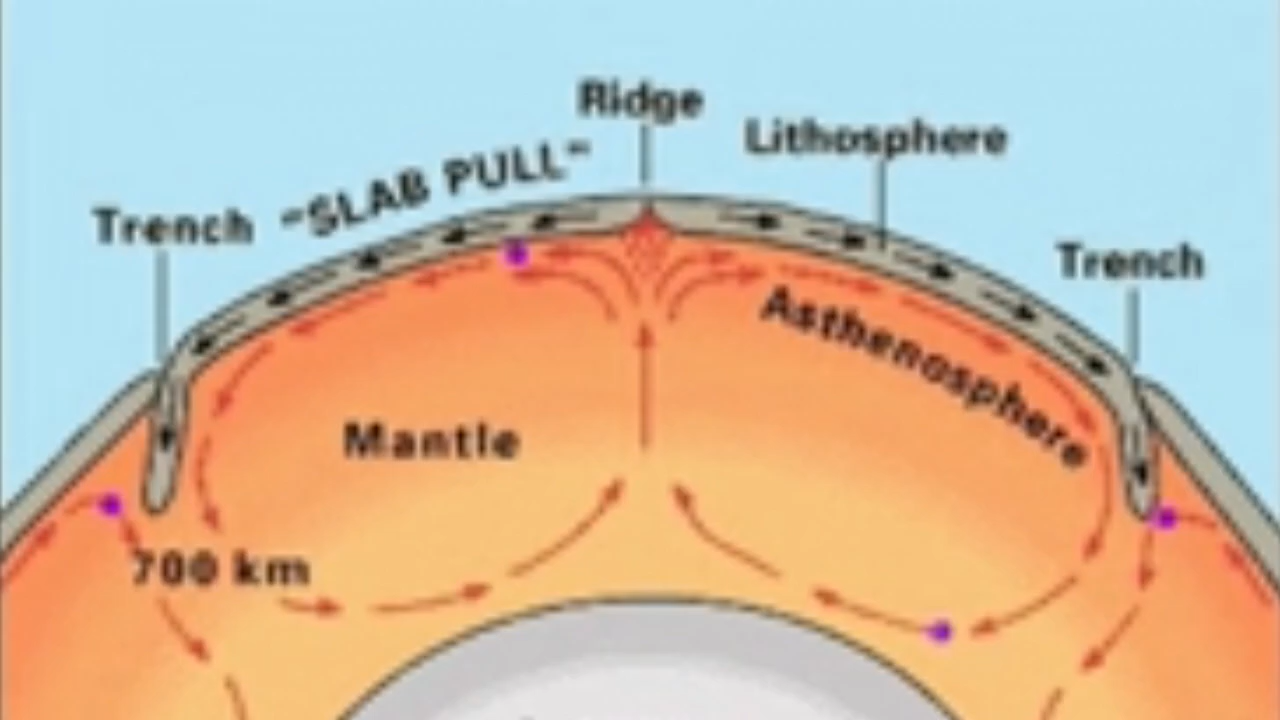 Ridge
Lithosphere
"SLAB PULL"
Trench
Trench
Asthenosphere
Mantle
700 km